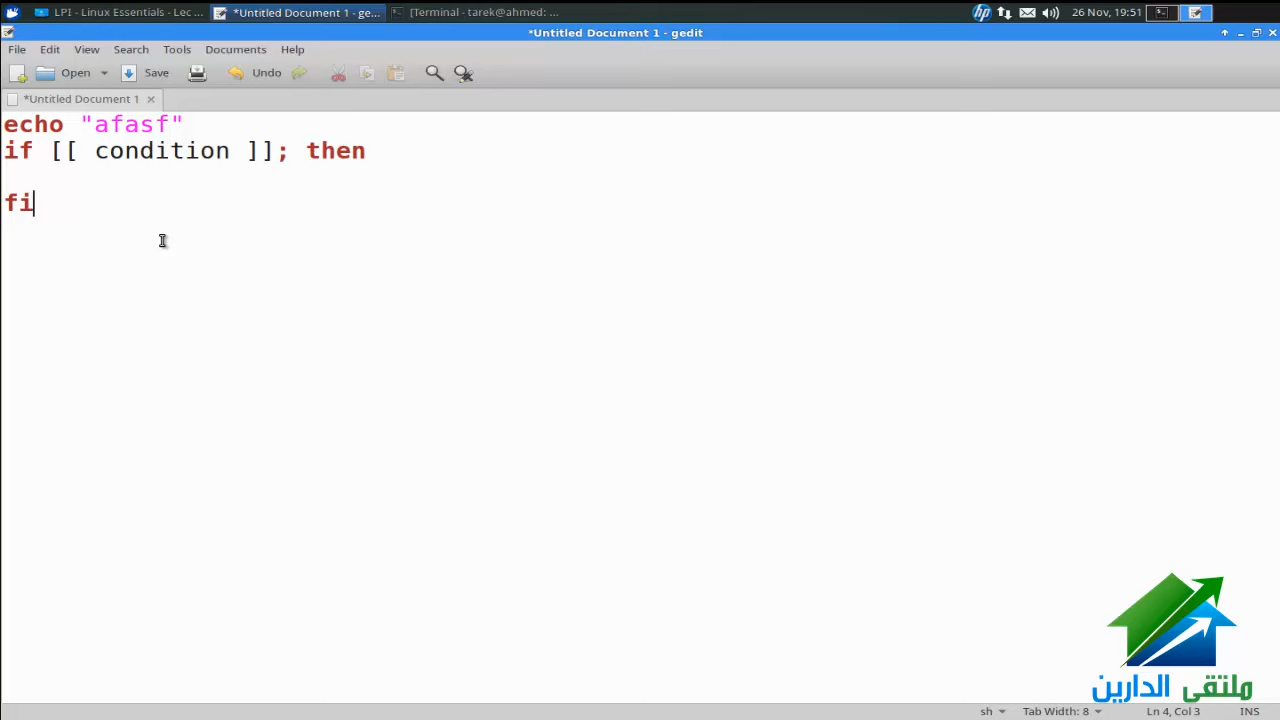 LPI - Linux Essentials - Lec ...
*Untitled Document 1 - ge...
[Terminal - tarek@ahmed: ...
hp
26 Nov, 19:51
*Untitled Document 1 - gedit
File Edit View Search Tools Documents Help
Open Save Undo
*Untitled Document 1
echo "afasf"
if [[ condition ]]; then
fi
ملتقى الدارين
sh Tab Width: 8 Ln 4, Col 3 INS